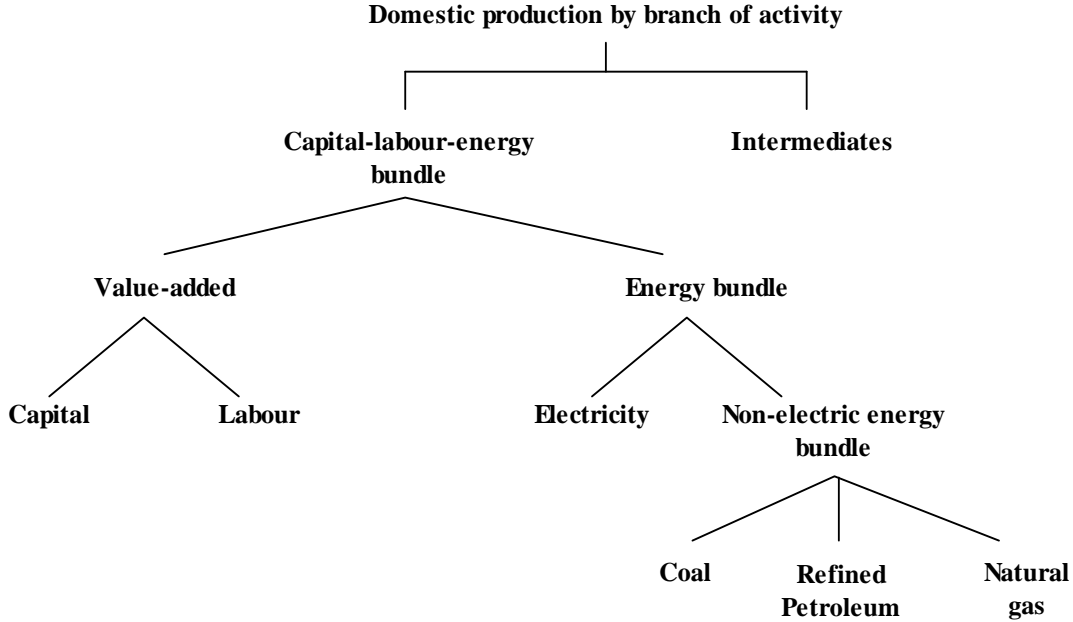 Domestic production by branch of activity
Capital-labour-energy
bundle
Intermediates
Value-added
Energy bundle
Capital
Labour
Electricity
Non-electric energy
bundle
Coal
Refined
Petroleum
Natural
gas